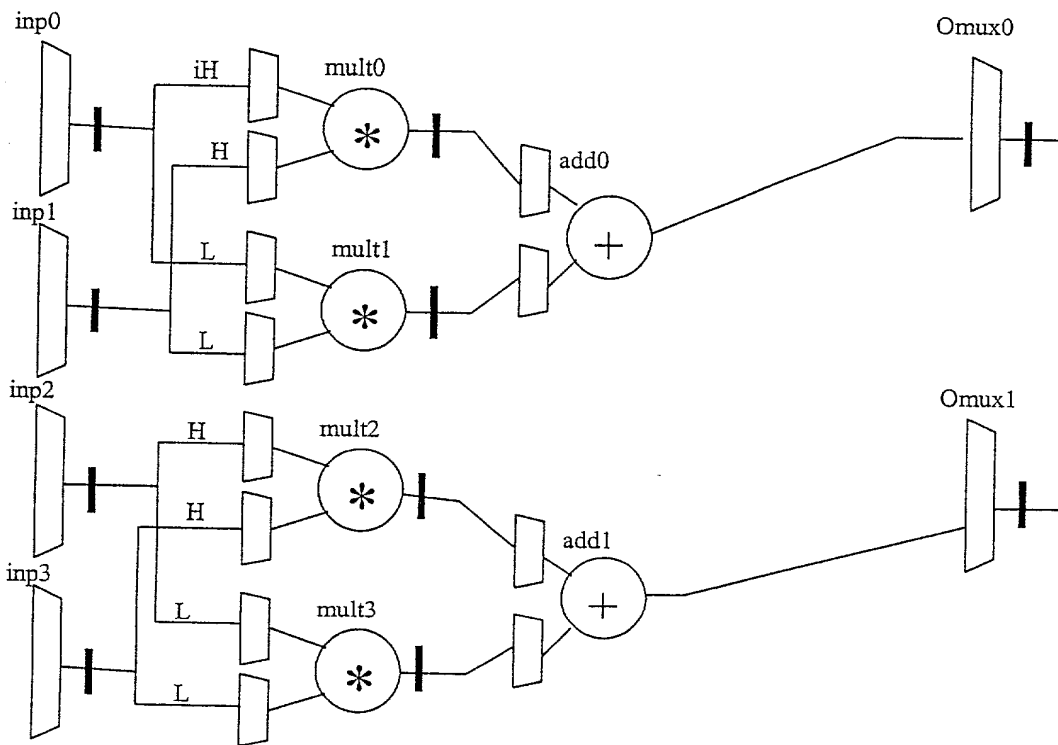 inp0
Omux0
iH
mult0
*
H
add0
+
inp1
L
mult1
*
L
inp2
Omux1
H
mult2
*
H
add1
+
inp3
L
mult3
*
L